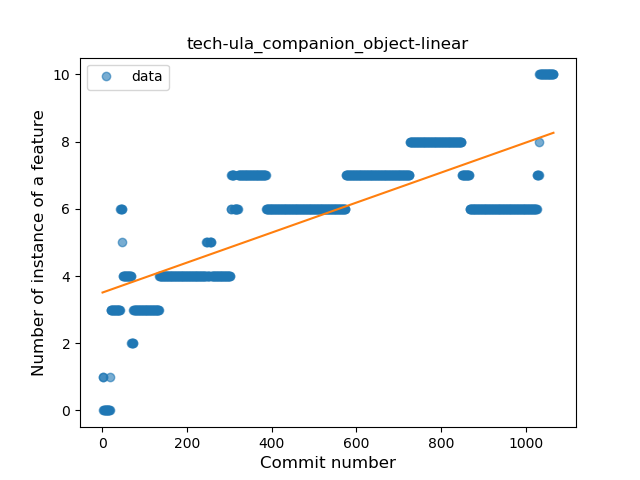 tech-ula_companion_object-linear
data
Number of instance of a feature
10
8
6
4
2
0
0 200 400 600 800 1000
Commit number